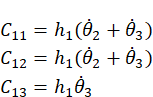 C₁₁ = h₁(θ̇₂ + θ̇₃)
C₁₂ = h₁(θ̇₂ + θ̇₃)
C₁₃ = h₁θ̇₃